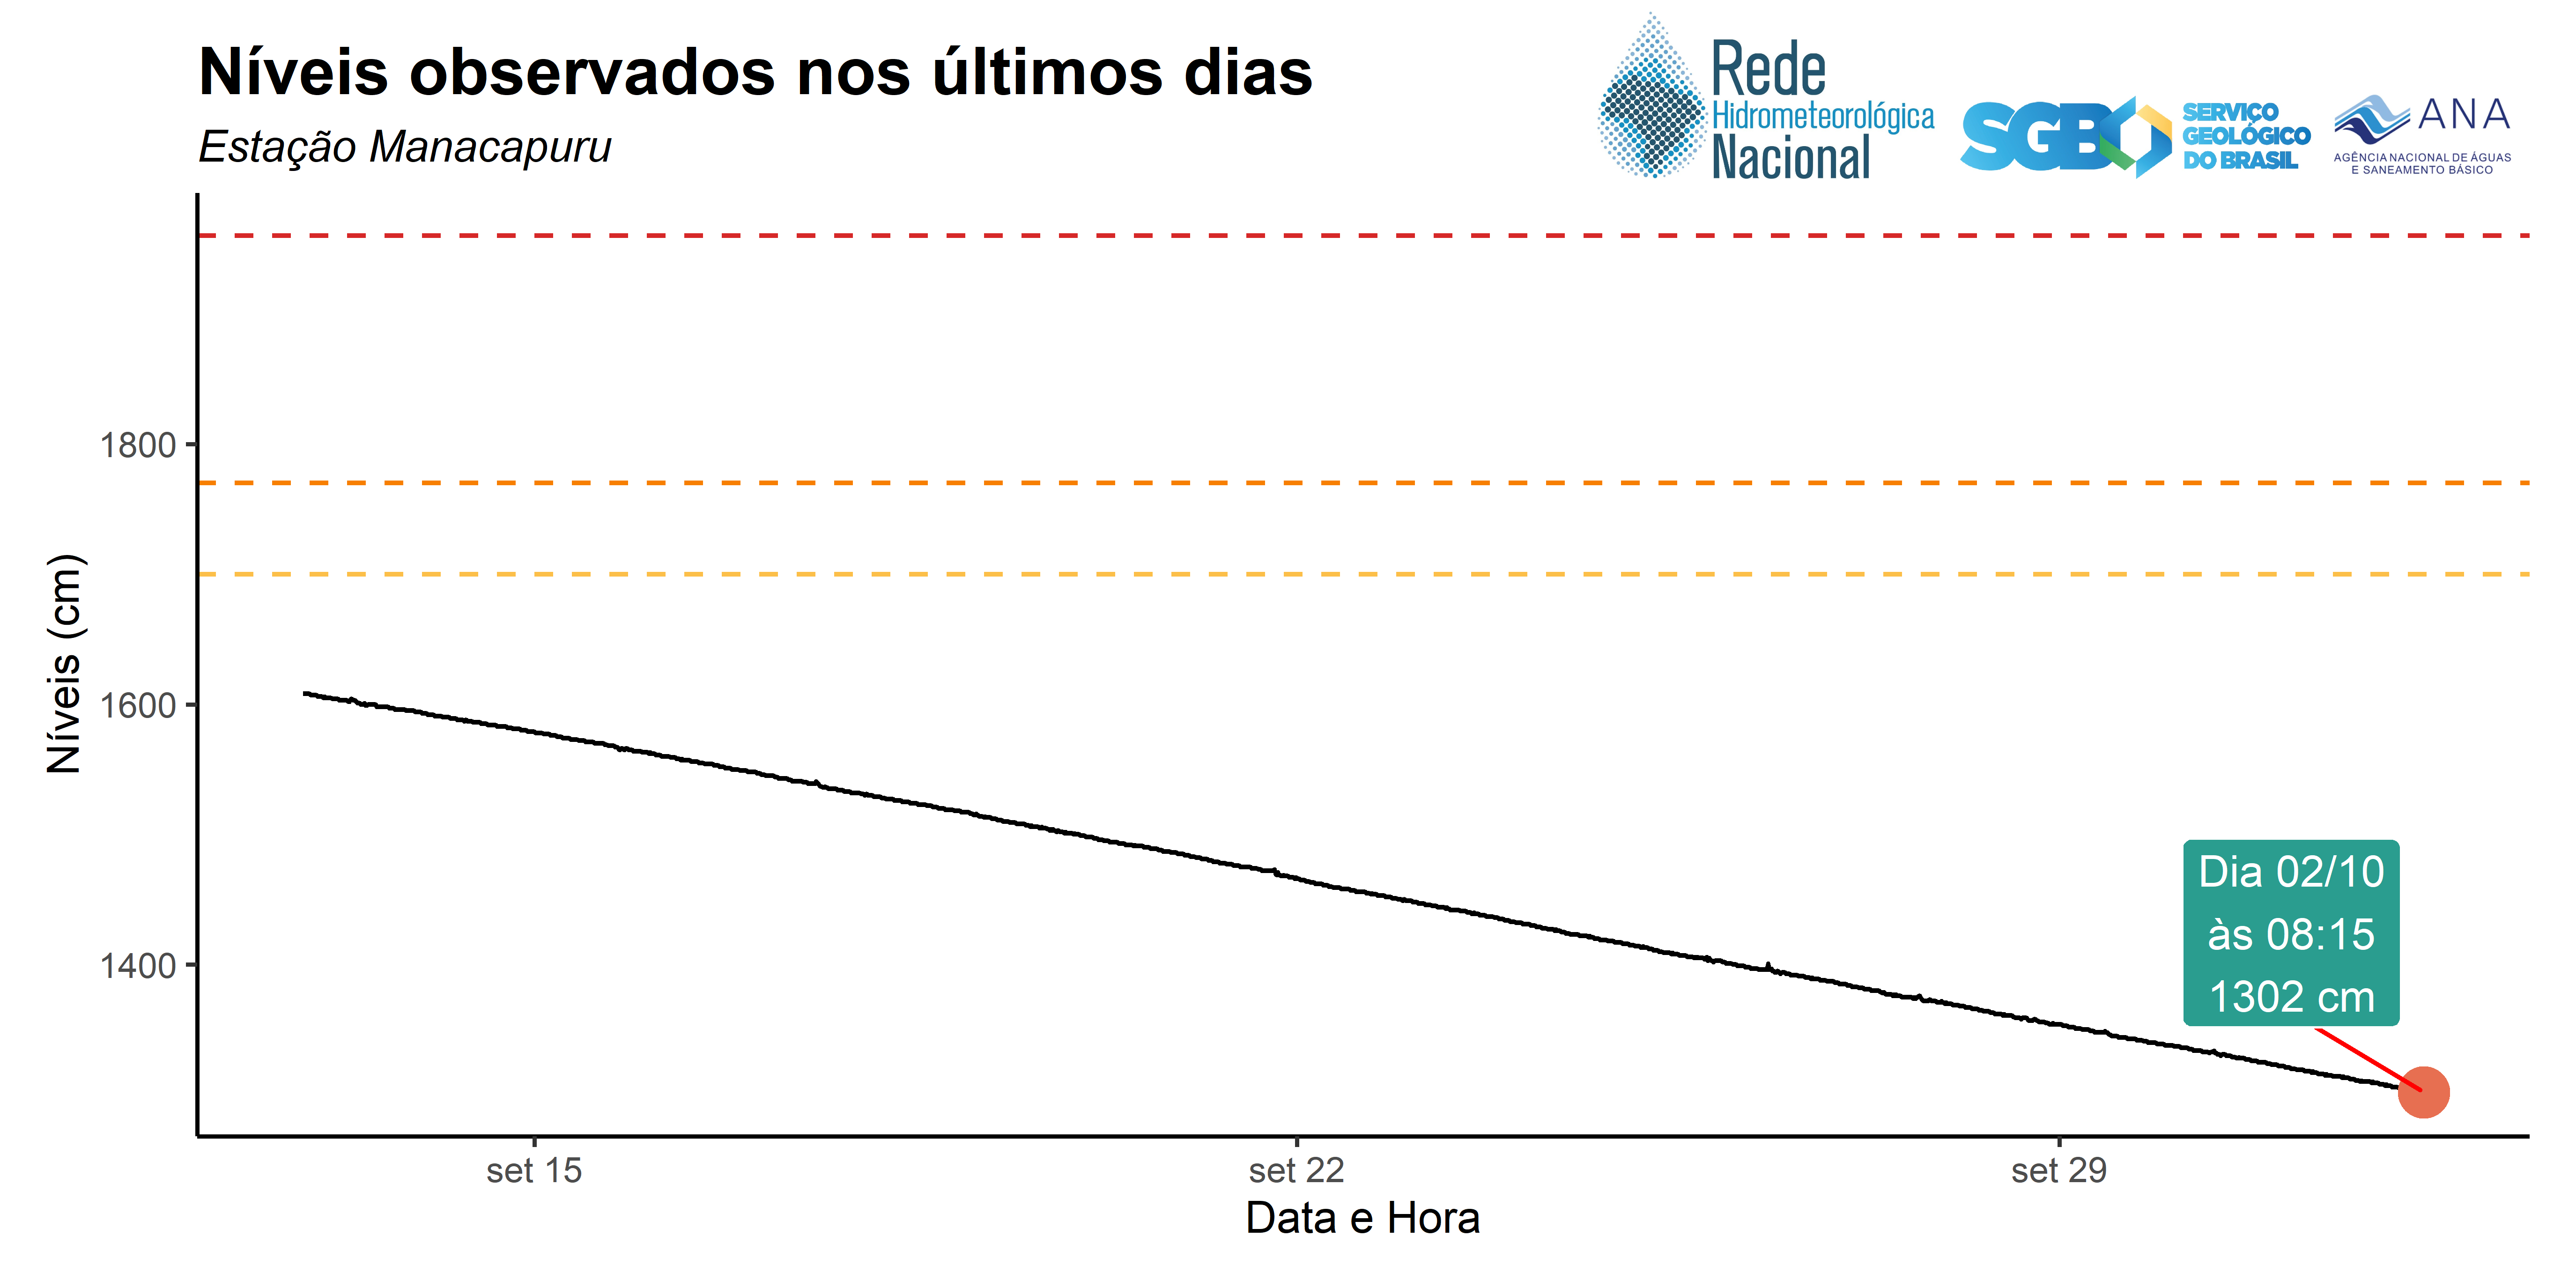 Níveis observados nos últimos dias
Estação Manacapuru
Rede
Hidrometeorológica
Nacional
SGB
SERVIÇO
GEOLÓGICO
DO BRASIL
ANA
AGÊNCIA NACIONAL DE ÁGUAS
E SANEAMENTO BÁSICO
Níveis (cm)
1800
1600
1400
Dia 02/10
às 08:15
1302 cm
set 15
set 22
set 29
Data e Hora